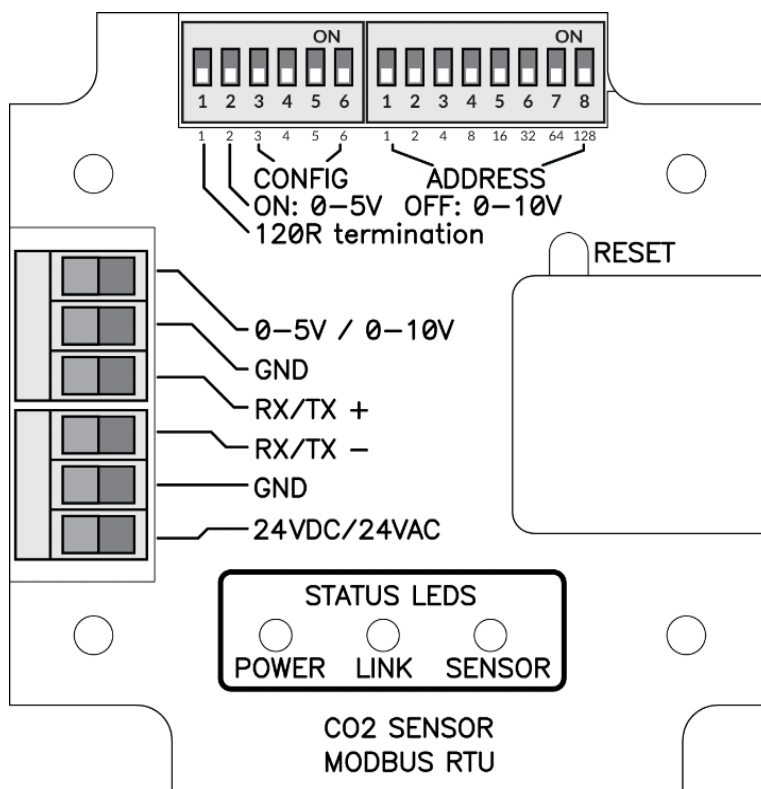 ON ON
1 2 3 4 5 6 1 2 3 4 5 6 7 8
1 2 3 4 5 6 1 2 4 8 16 32 64 128
CONFIG ADDRESS
ON: 0-5V OFF: 0-10V
120R termination
RESET
0-5V / 0-10V
GND
RX/TX +
RX/TX -
GND
24VDC/24VAC
STATUS LEDS
POWER LINK SENSOR
CO2 SENSOR
MODBUS RTU